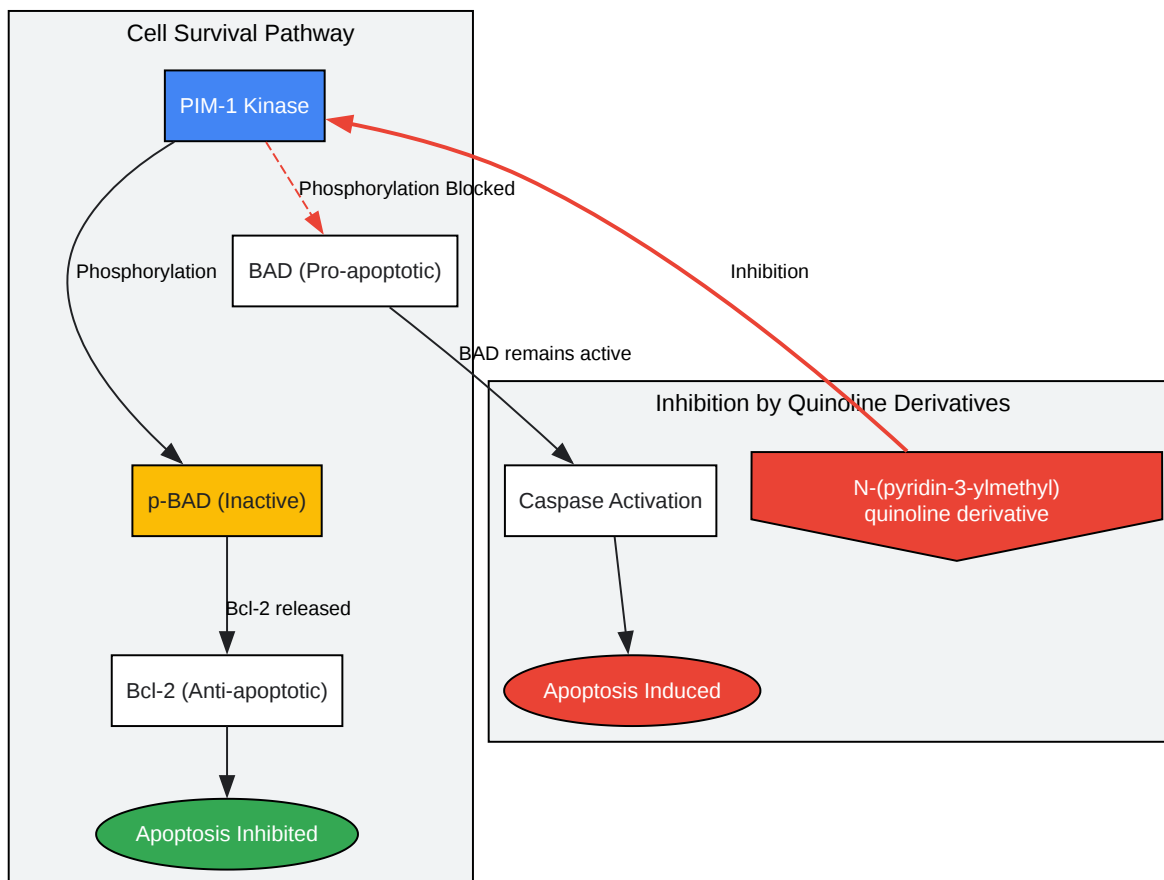 Cell Survival Pathway
PIM-1 Kinase
Phosphorylation Blocked
Phosphorylation
BAD (Pro-apoptotic)
Inhibition
BAD remains active
Inhibition by Quinoline Derivatives
p-BAD (Inactive)
Caspase Activation
N-(pyridin-3-ylmethyl)
quinoline derivative
Bcl-2 released
Bcl-2 (Anti-apoptotic)
Apoptosis Induced
Apoptosis Inhibited